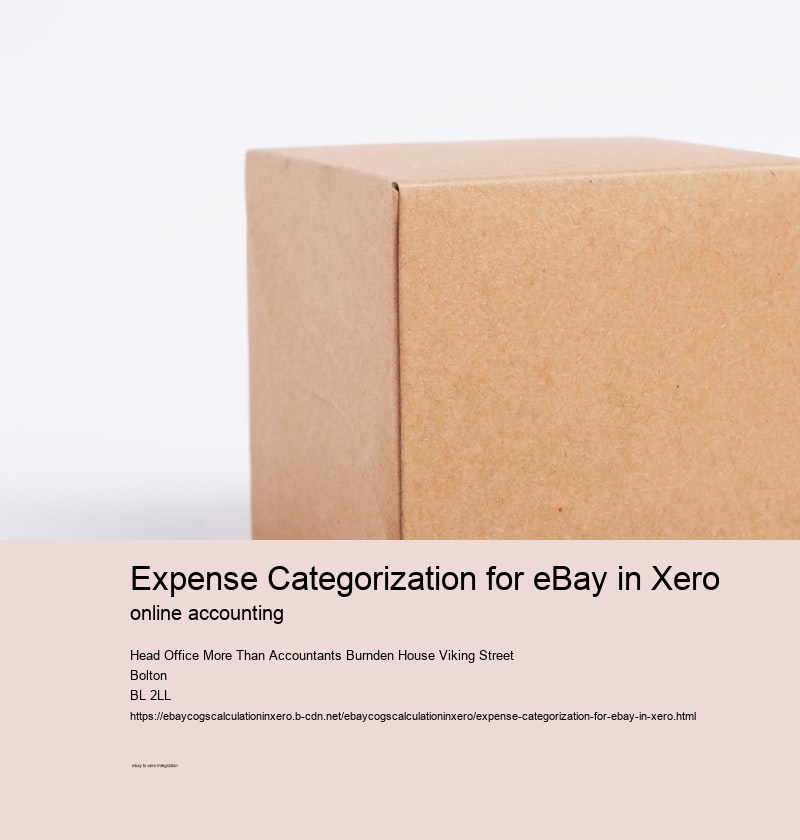 Expense Categorization for eBay in Xero
online accounting
Head Office More Than Accountants Burnden House Viking Street
Bolton
BL 2LL
https://ebaycogscalculationinxero.b-cdn.net/ebaycogscalculationinxero/expense-categorization-for-ebay-in-xero.html
ebay to xero integration